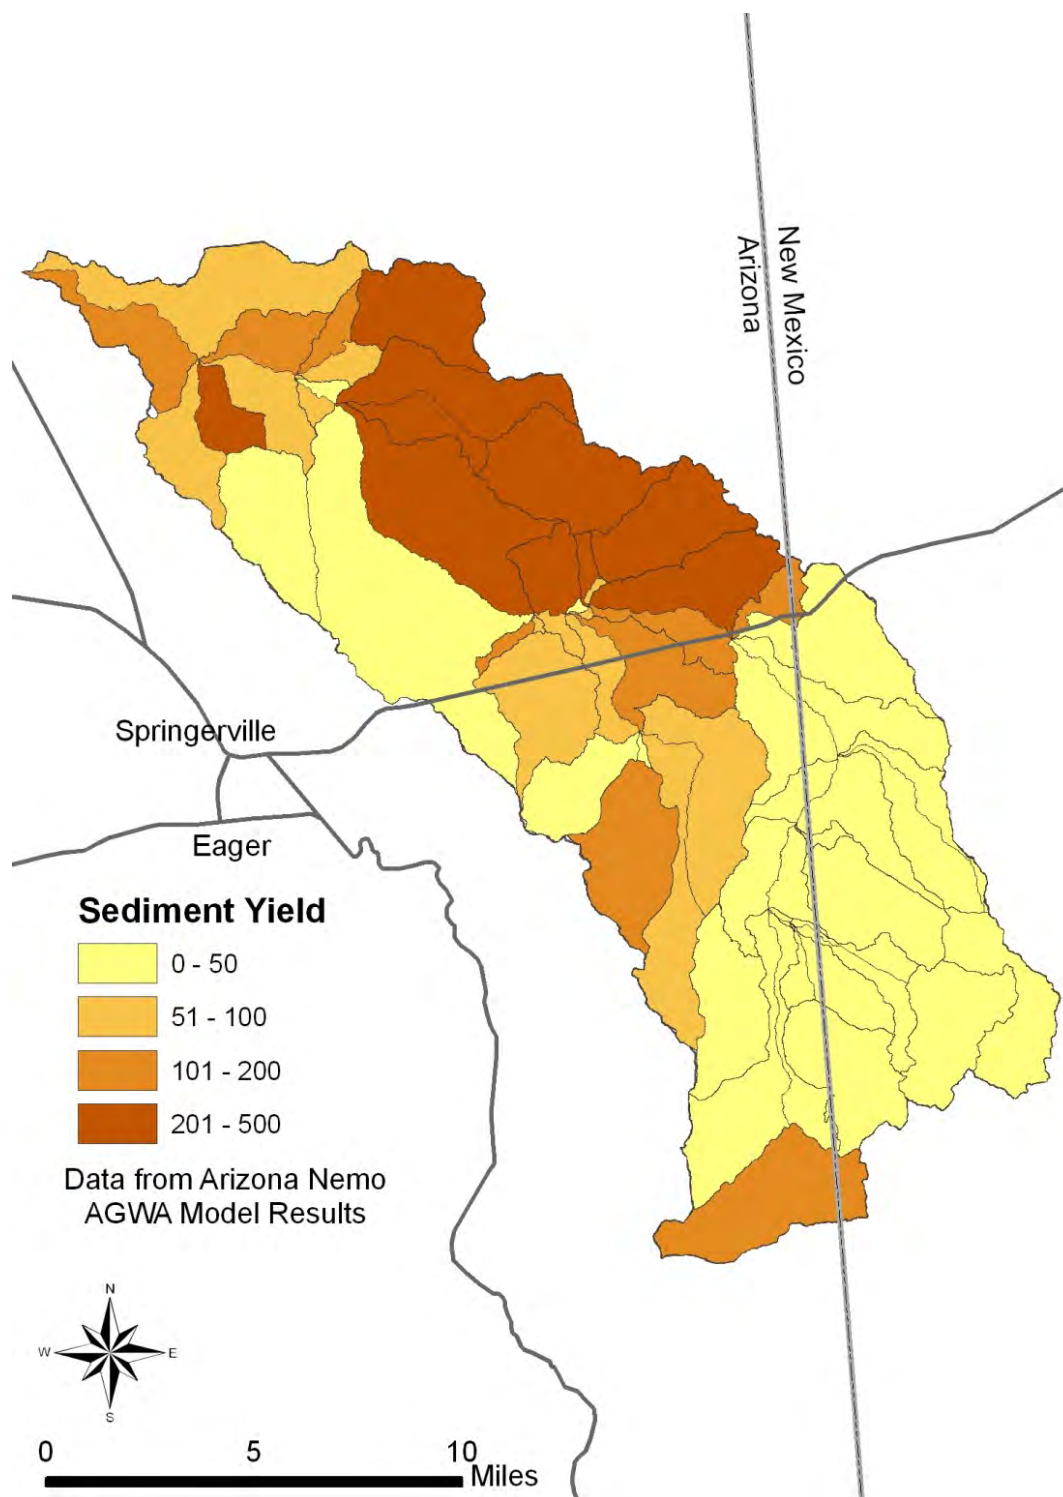 New Mexico
Arizona
Springerville
Eager
Sediment Yield
0 - 50
51 - 100
101 - 200
201 - 500
Data from Arizona Nemo
AGWA Model Results
N
W E
S
0 5 10
Miles